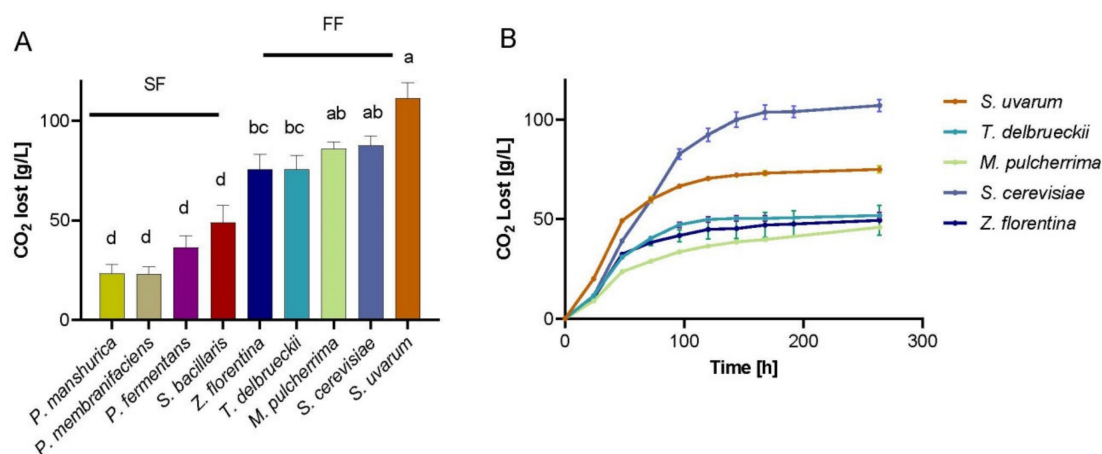 A
FF
SF
CO2 lost [g/L]
100
50
0
d
d
d
d
bc
bc
ab
ab
a
P. manshurica
P. membranifaciens
P. fermentans
S. bacillaris
Z. florentina
T. delbrueckii
M. pulcherrima
S. cerevisiae
S. uvarum
B
CO2 Lost [g/L]
100
50
0
0
100
200
300
Time [h]
S. uvarum
T. delbrueckii
M. pulcherrima
S. cerevisiae
Z. florentina